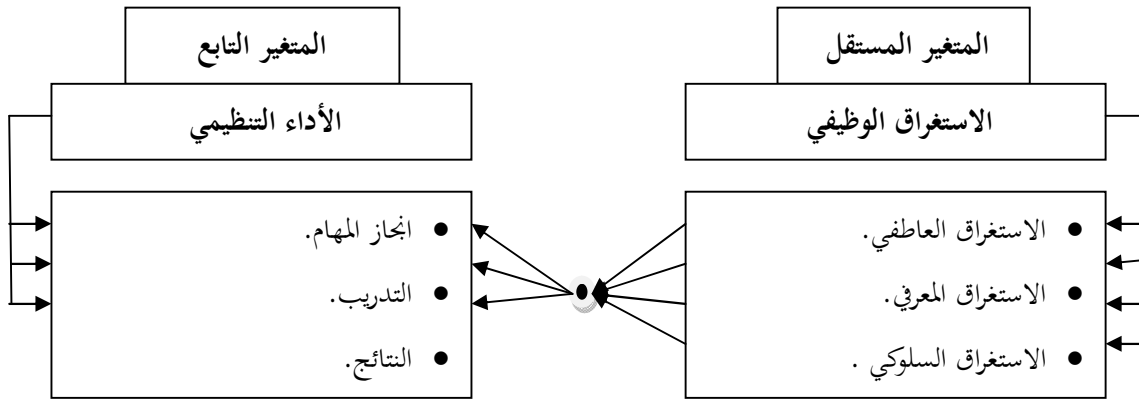 المتغير المستقل
الاستغراق الوظيفي
• الاستغراق العاطفي.
• الاستغراق المعرفي.
• الاستغراق السلوكي .
المتغير التابع
الأداء التنظيمي
• انجاز المهام.
• التدريب.
• النتائج.